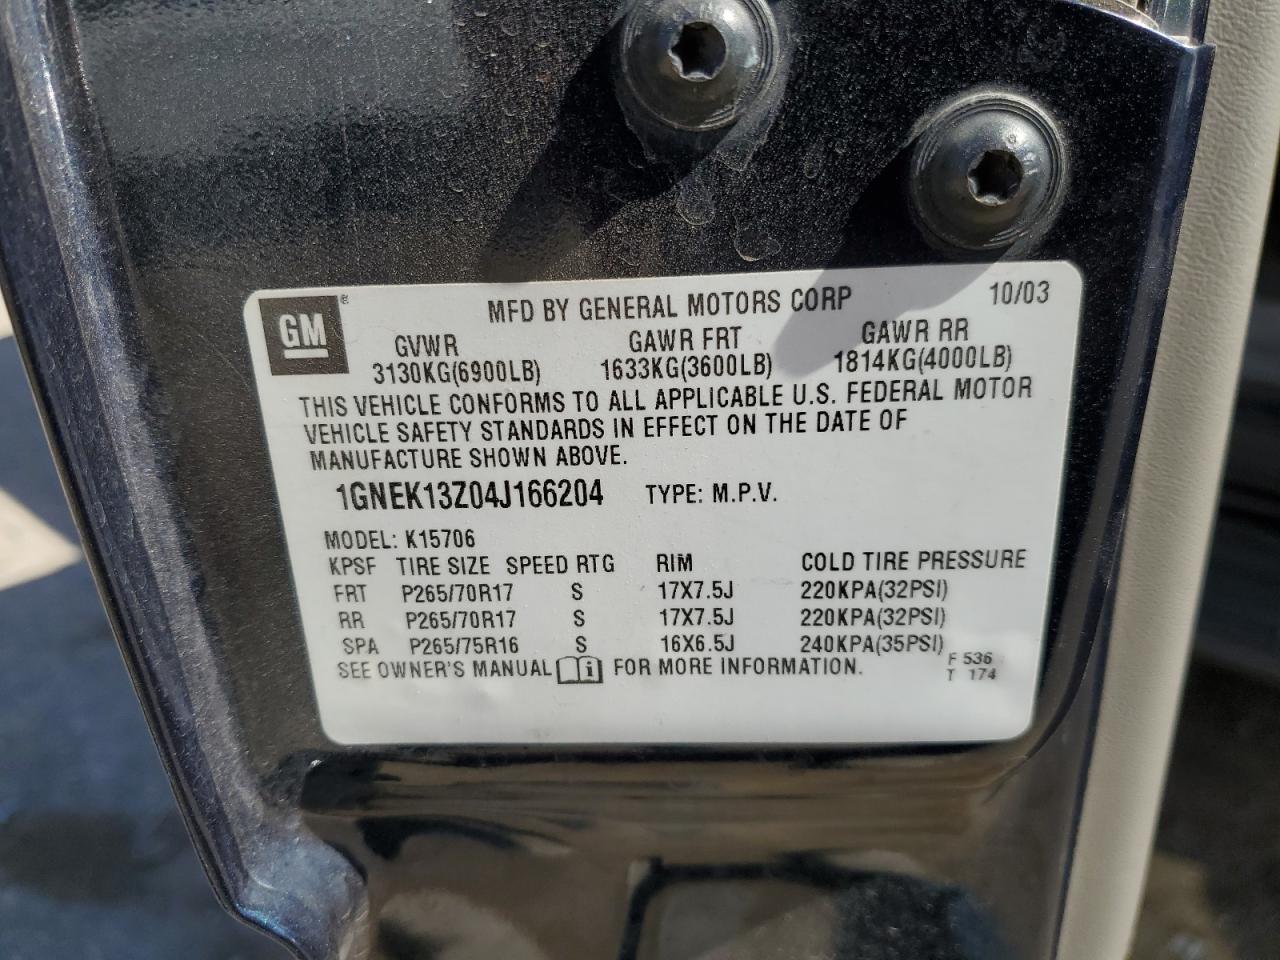 GM ® MFD BY GENERAL MOTORS CORP 10/03
GVWR GAWR FRT GAWR RR
3130KG(6900LB) 1633KG(3600LB) 1814KG(4000LB)
THIS VEHICLE CONFORMS TO ALL APPLICABLE U.S. FEDERAL MOTOR
VEHICLE SAFETY STANDARDS IN EFFECT ON THE DATE OF
MANUFACTURE SHOWN ABOVE.
1GNEK13Z04J166204 TYPE: M.P.V.
MODEL: K15706
KPSF TIRE SIZE SPEED RTG RIM COLD TIRE PRESSURE
FRT P265/70R17 S 17X7.5J 220KPA(32PSI)
RR P265/70R17 S 17X7.5J 220KPA(32PSI)
SPA P265/75R16 S 16X6.5J 240KPA(35PSI)
SEE OWNER'S MANUAL i FOR MORE INFORMATION. F 536
T 174